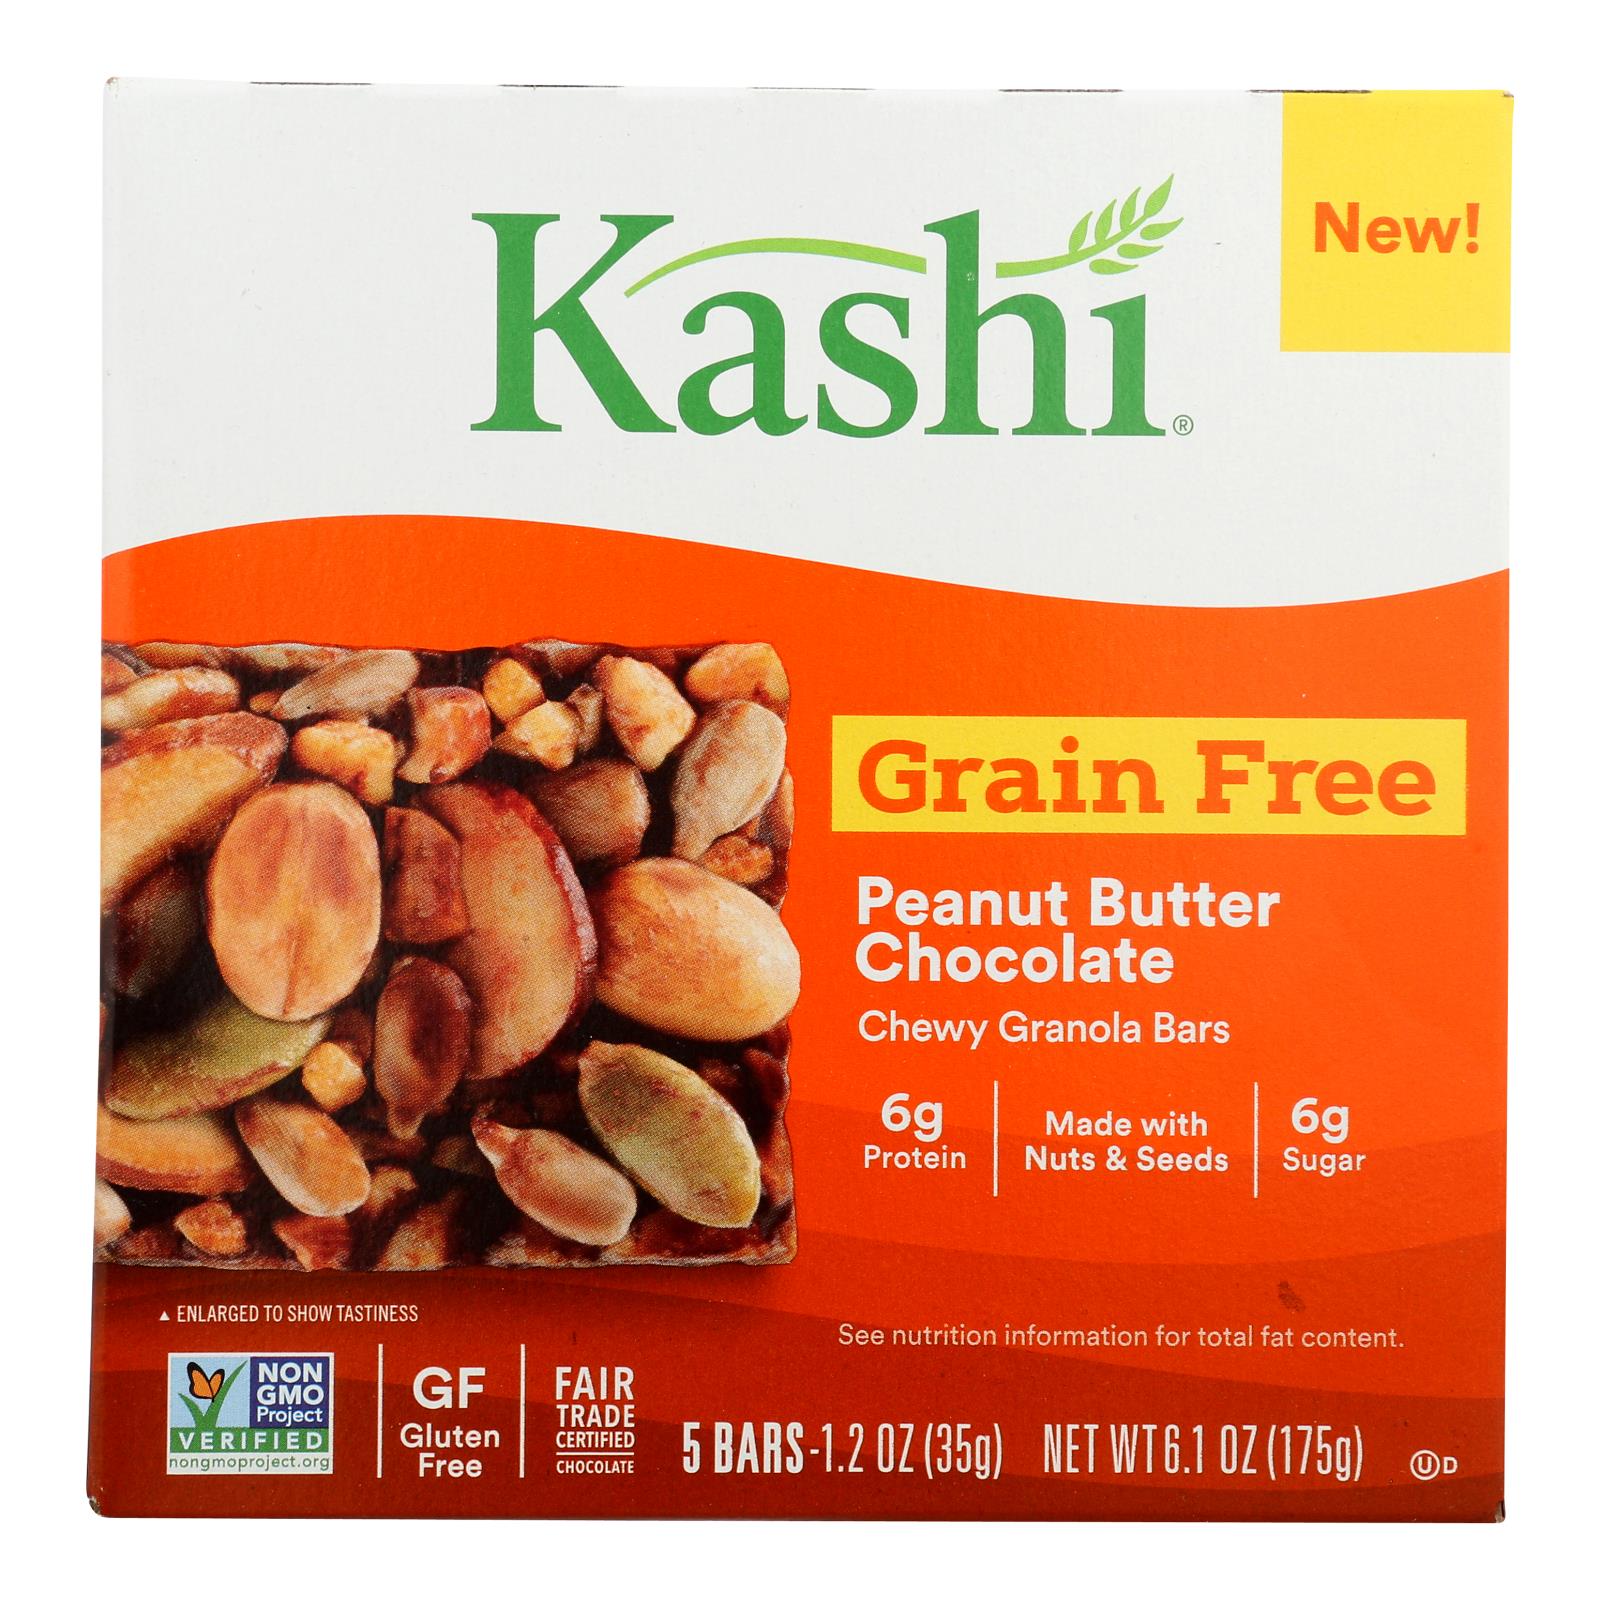 Kashi®
New!
Grain Free
Peanut Butter
Chocolate
Chewy Granola Bars
6g
Protein
Made with
Nuts & Seeds
6g
Sugar
▲ ENLARGED TO SHOW TASTINESS
See nutrition information for total fat content.
NON
GMO
Project
VERIFIED
nongmoproject.org
GF
Gluten
Free
FAIR
TRADE
CERTIFIED
CHOCOLATE
5 BARS-1.2 OZ (35g) NET WT 6.1 OZ (175g)
U D